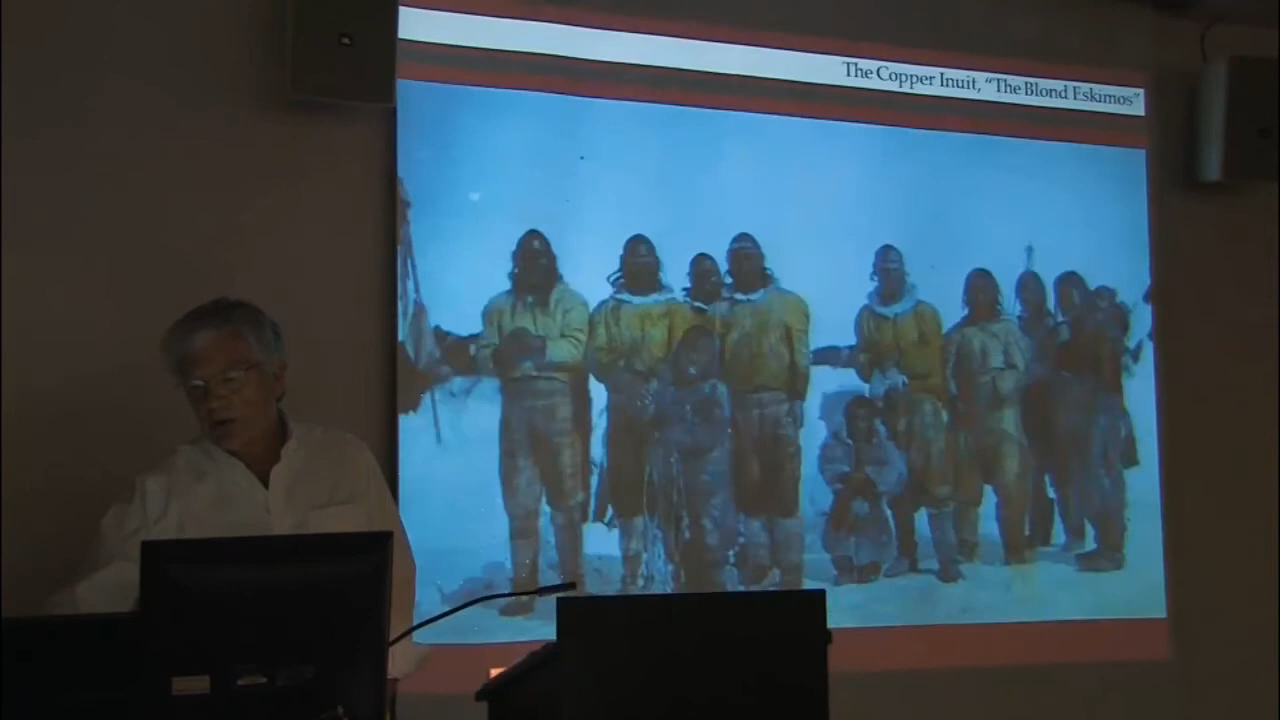 The Copper Inuit, “The Blond Eskimos”